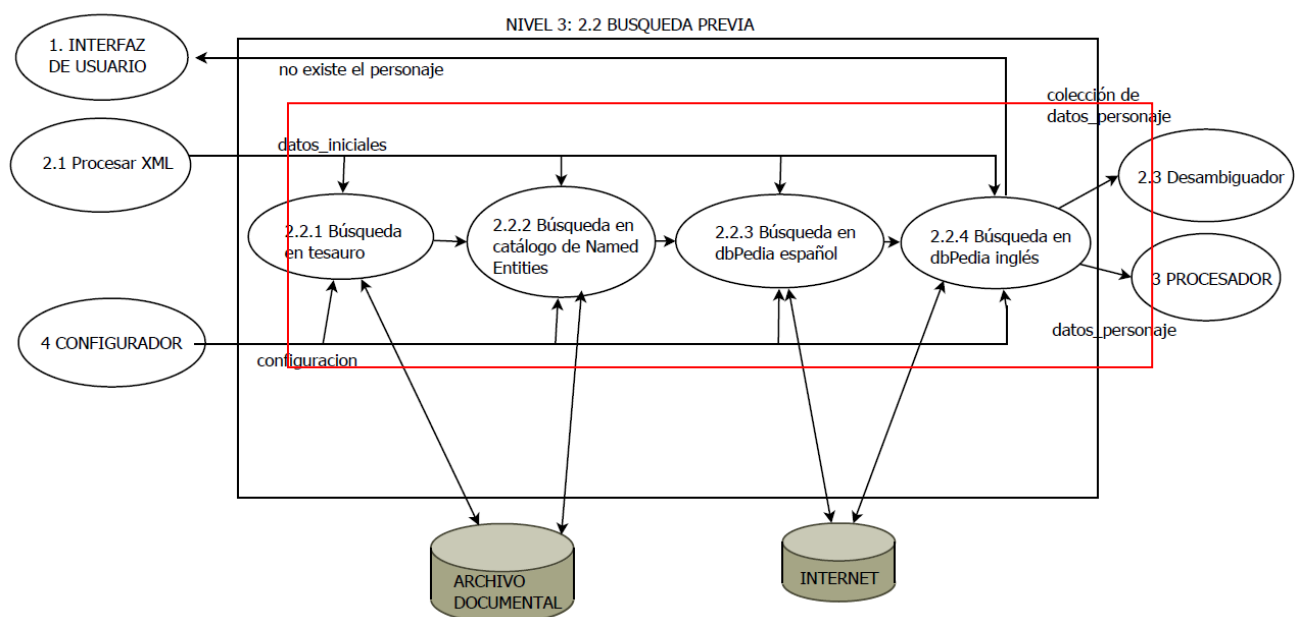 NIVEL 3: 2.2 BUSQUEDA PREVIA
1. INTERFAZ
DE USUARIO
no existe el personaje
colección de
datos_personaje
2.1 Procesar XML
datos_iniciales
2.3 Desambiguador
2.2.1 Búsqueda
en tesauro
2.2.2 Búsqueda en
catálogo de Named
Entities
2.2.3 Búsqueda en
dbPedia español
2.2.4 Búsqueda en
dbPedia inglés
3 PROCESADOR
4 CONFIGURADOR
configuracion
datos_personaje
ARCHIVO
DOCUMENTAL
INTERNET